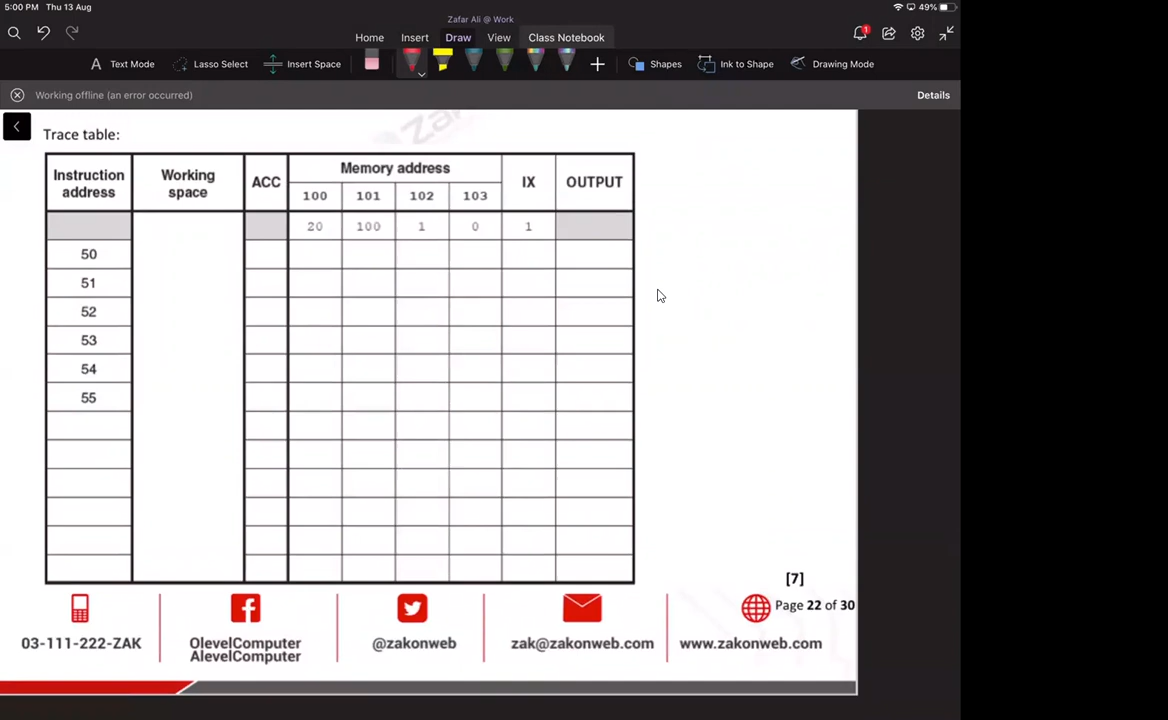 5:00 PM Thu 13 Aug
49%
Zafar Ali @ Work
Home Insert Draw View Class Notebook
1
A Text Mode Lasso Select Insert Space Shapes Ink to Shape Drawing Mode
Working offline (an error occurred) Details
Za
Trace table:
Instruction address Working space ACC Memory address IX OUTPUT
100 101 102 103
20 100 1 0 1
50
51
52
53
54
55
[7]
Page 22 of 30
03-111-222-ZAK OlevelComputer @zakonweb zak@zakonweb.com www.zakonweb.com
AlevelComputer